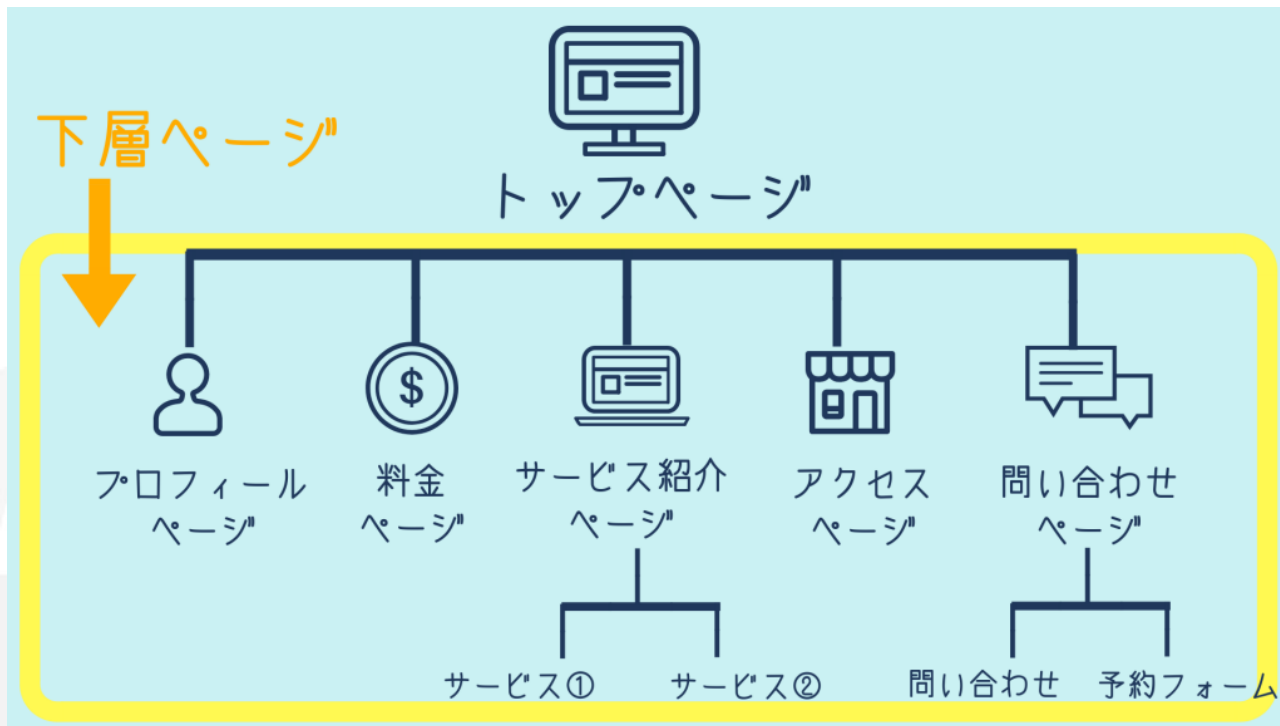 下層ページ
トップページ
$
プロフィール
ページ
料金
ページ
サービス紹介
ページ
アクセス
ページ
問い合わせ
ページ
サービス①
サービス②
問い合わせ
予約フォーム